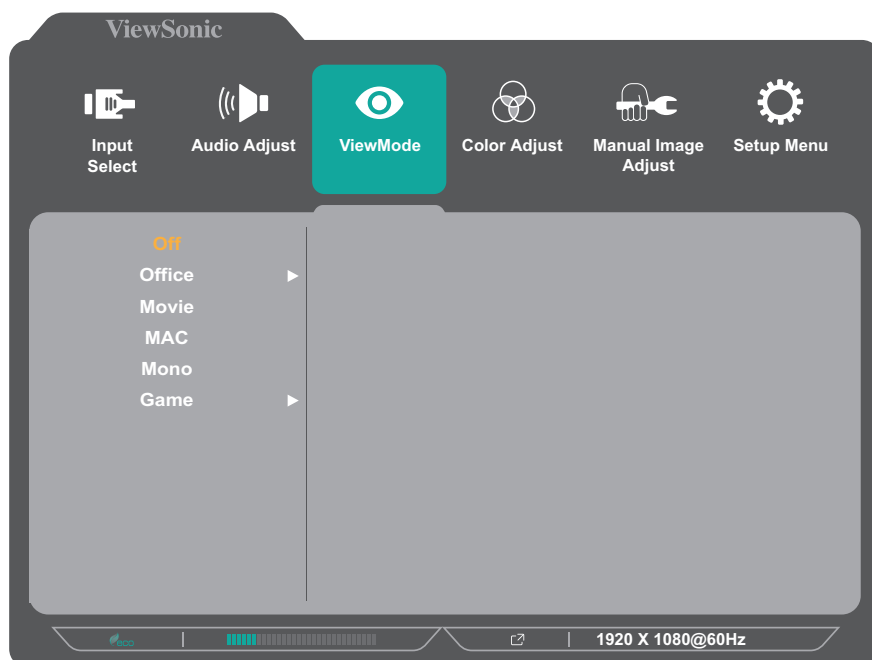 ViewSonic
Input
Select
Audio Adjust
ViewMode
Color Adjust
Manual Image
Adjust
Setup Menu
Off
Office
Movie
MAC
Mono
Game
eco
1920 X 1080@60Hz